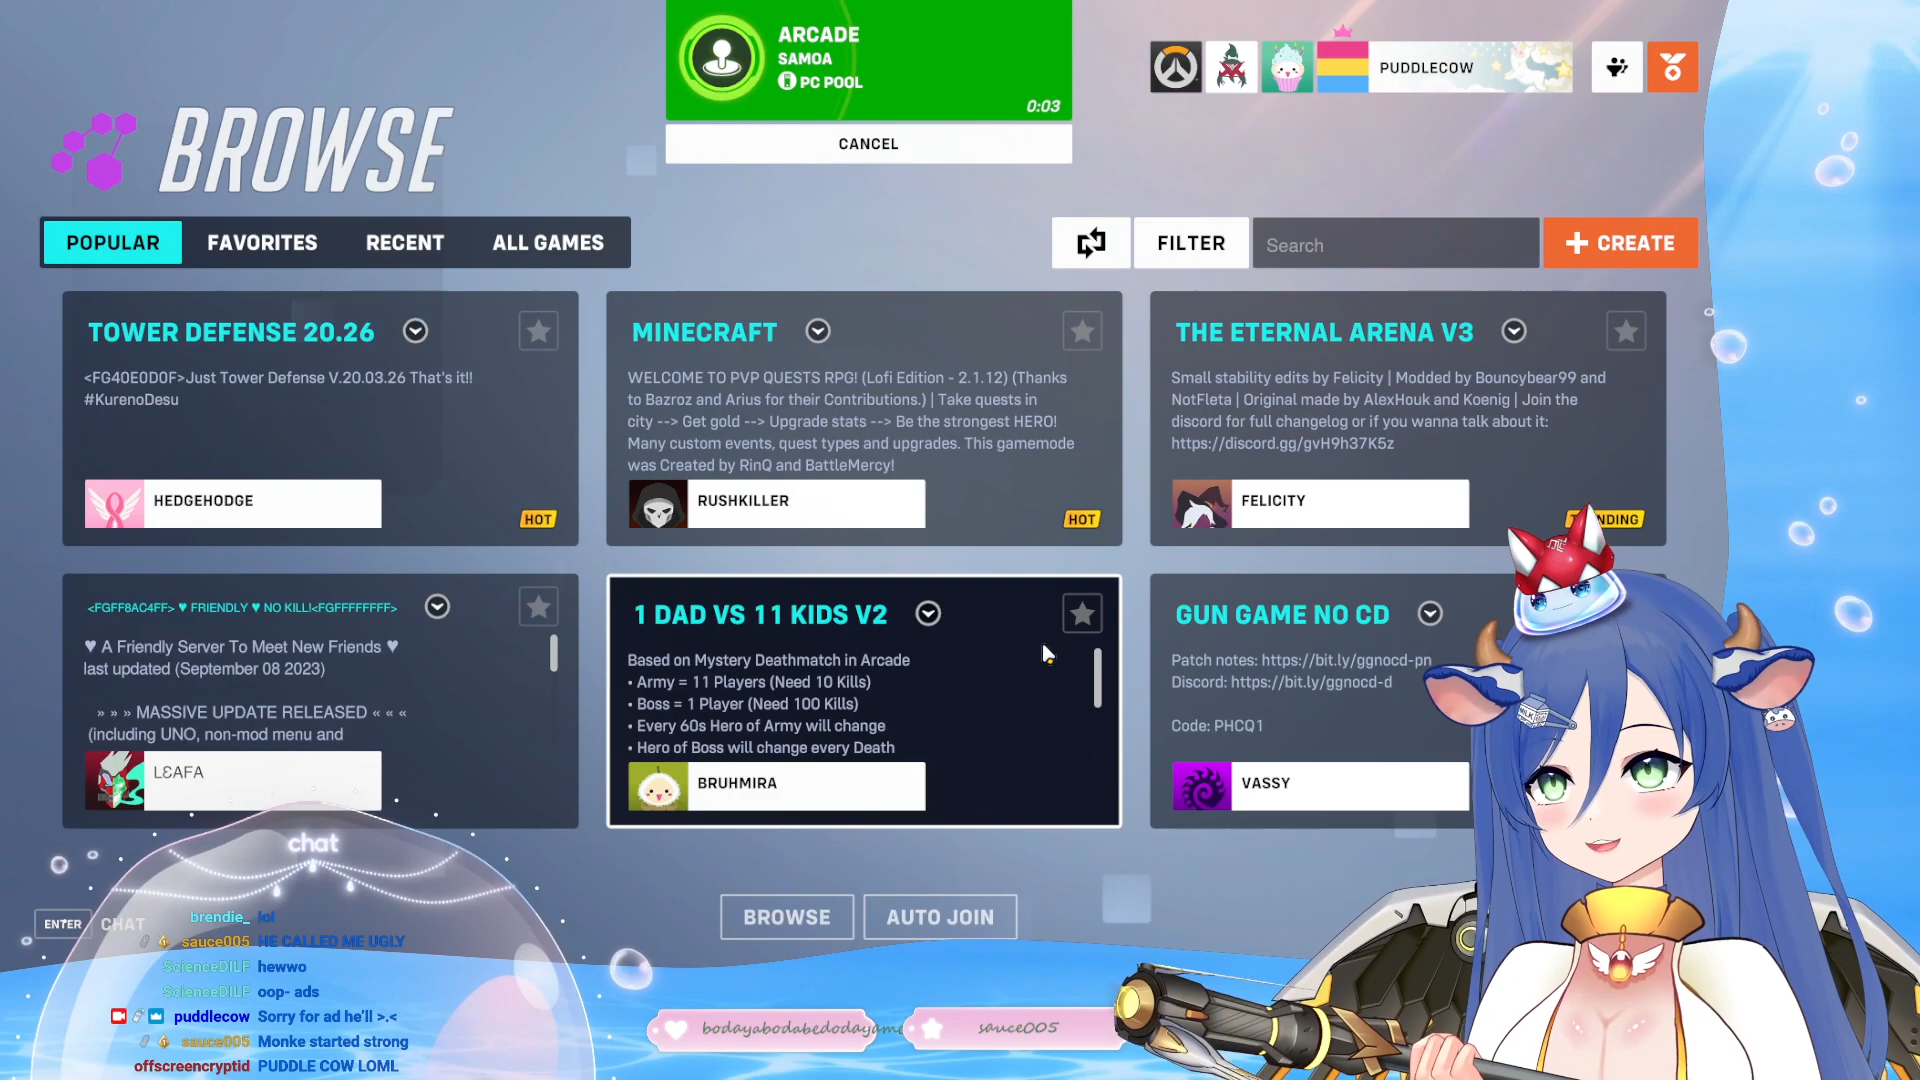 ARCADE
SAMOA
PC POOL
0:03
CANCEL
PUDDLECOW
BROWSE
POPULAR
FAVORITES
RECENT
ALL GAMES
FILTER
Search
+ CREATE
TOWER DEFENSE 20.26
<FG40E0D0F>Just Tower Defense V.20.03.26 That's it!!
#KurenoDesu
HEDGEHODGE
HOT
MINECRAFT
WELCOME TO PVP QUESTS RPG! (Lofi Edition - 2.1.12) (Thanks
to Bazroz and Arius for their Contributions.) | Take quests in
city --> Get gold --> Upgrade stats --> Be the strongest HERO!
Many custom events, quest types and upgrades. This gamemode
was Created by RinQ and BattleMercy!
RUSHKILLER
HOT
THE ETERNAL ARENA V3
Small stability edits by Felicity | Modded by Bouncybear99 and
NotFleta | Original made by AlexHouk and Koenig | Join the
discord for full changelog or if you wanna talk about it:
https://discord.gg/gvH9h37K5z
FELICITY
<FGFF8AC4FF> ♥ FRIENDLY ♥ NO KILL!<FGFFFFFFFF>
♥ A Friendly Server To Meet New Friends ♥
last updated (September 08 2023)
» » » MASSIVE UPDATE RELEASED « « «
(including UNO, non-mod menu and
LƐAFA
1 DAD VS 11 KIDS V2
Based on Mystery Deathmatch in Arcade
• Army = 11 Players (Need 10 Kills)
• Boss = 1 Player (Need 100 Kills)
• Every 60s Hero of Army will change
• Hero of Boss will change every Death
BRUHMIRA
GUN GAME NO CD
Patch notes: https://bit.ly/ggnocd-pn
Discord: https://bit.ly/ggnocd-d
Code: PHCQ1
VASSY
BROWSE
AUTO JOIN
chat
ENTER
CHAT
brendie_ lol
sauce005 HE CALLED ME UGLY
ScienceDILF hewwo
ScienceDILF oop- ads
puddlecow Sorry for ad he'll >.<
sauce005 Monke started strong
offscreencryptid PUDDLE COW LOML
bodayabodabedodayame
sauce005